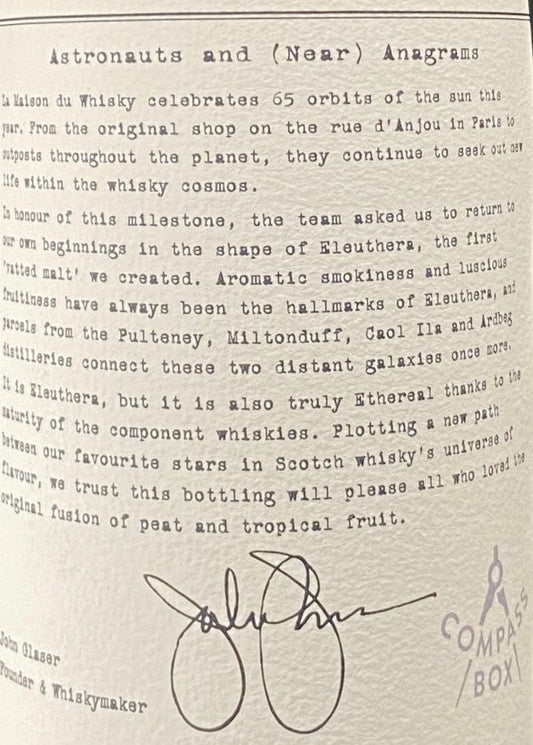 Astronauts and (Near) Anagrams
La Maison du Whisky celebrates 65 orbits of the sun this
year. From the original shop on the rue d'Anjou in Paris to
outposts throughout the planet, they continue to seek out new
life within the whisky cosmos.
In honour of this milestone, the team asked us to return to
our own beginnings in the shape of Eleuthera, the first
'vatted malt' we created. Aromatic smokiness and luscious
fruitiness have always been the hallmarks of Eleuthera, and
parcels from the Pulteney, Miltonduff, Caol Ila and Ardbeg
distilleries connect these two distant galaxies once more.
It is Eleuthera, but it is also truly Ethereal thanks to the
maturity of the component whiskies. Plotting a new path
between our favourite stars in Scotch whisky's universe of
flavour, we trust this bottling will please all who loved the
original fusion of peat and tropical fruit.
John Glaser
Founder & Whiskymaker
COMPASS
BOX